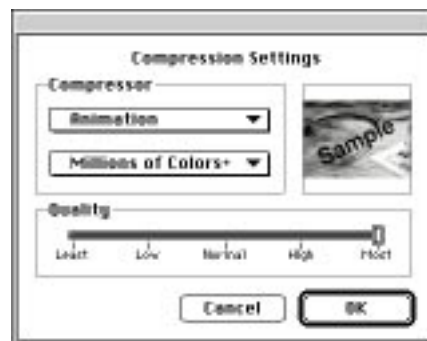 Compression Settings
Compressor
Animation
Millions of Colors+
Sample
Quality
Least Low Normal High Most
Cancel OK